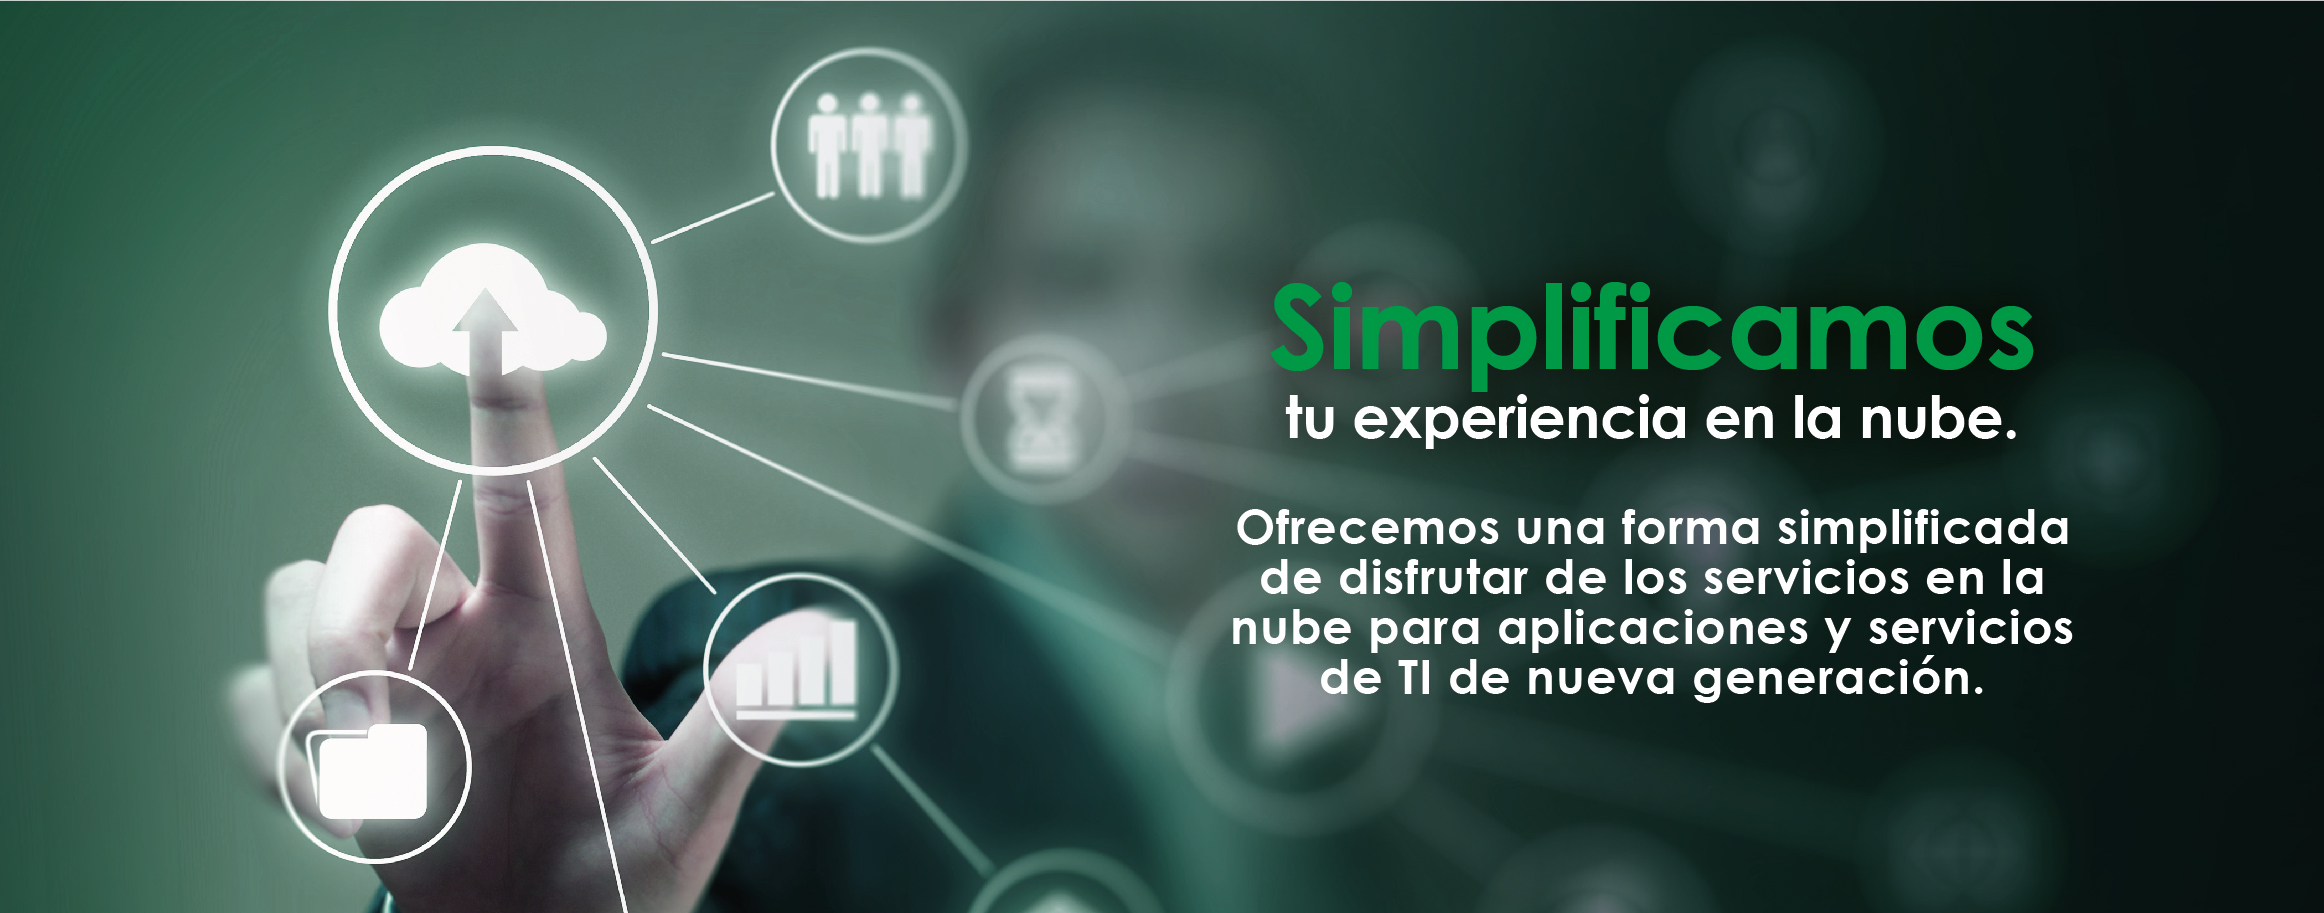 Simplificamos
tu experiencia en la nube.
Ofrecemos una forma simplificada
de disfrutar de los servicios en la
nube para aplicaciones y servicios
de TI de nueva generación.